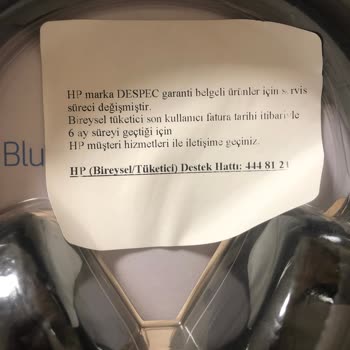 HP marka DESPEC garanti belgeli ürünler için servis
süreci değişmiştir.
Bireysel tüketici son kullanıcı fatura tarihi itibariyle
6 ay süreyi geçtiği için
HP müşteri hizmetleri ile iletişime geçiniz.
Blu
HP (Bireysel/Tüketici) Destek Hattı: 444 81 21